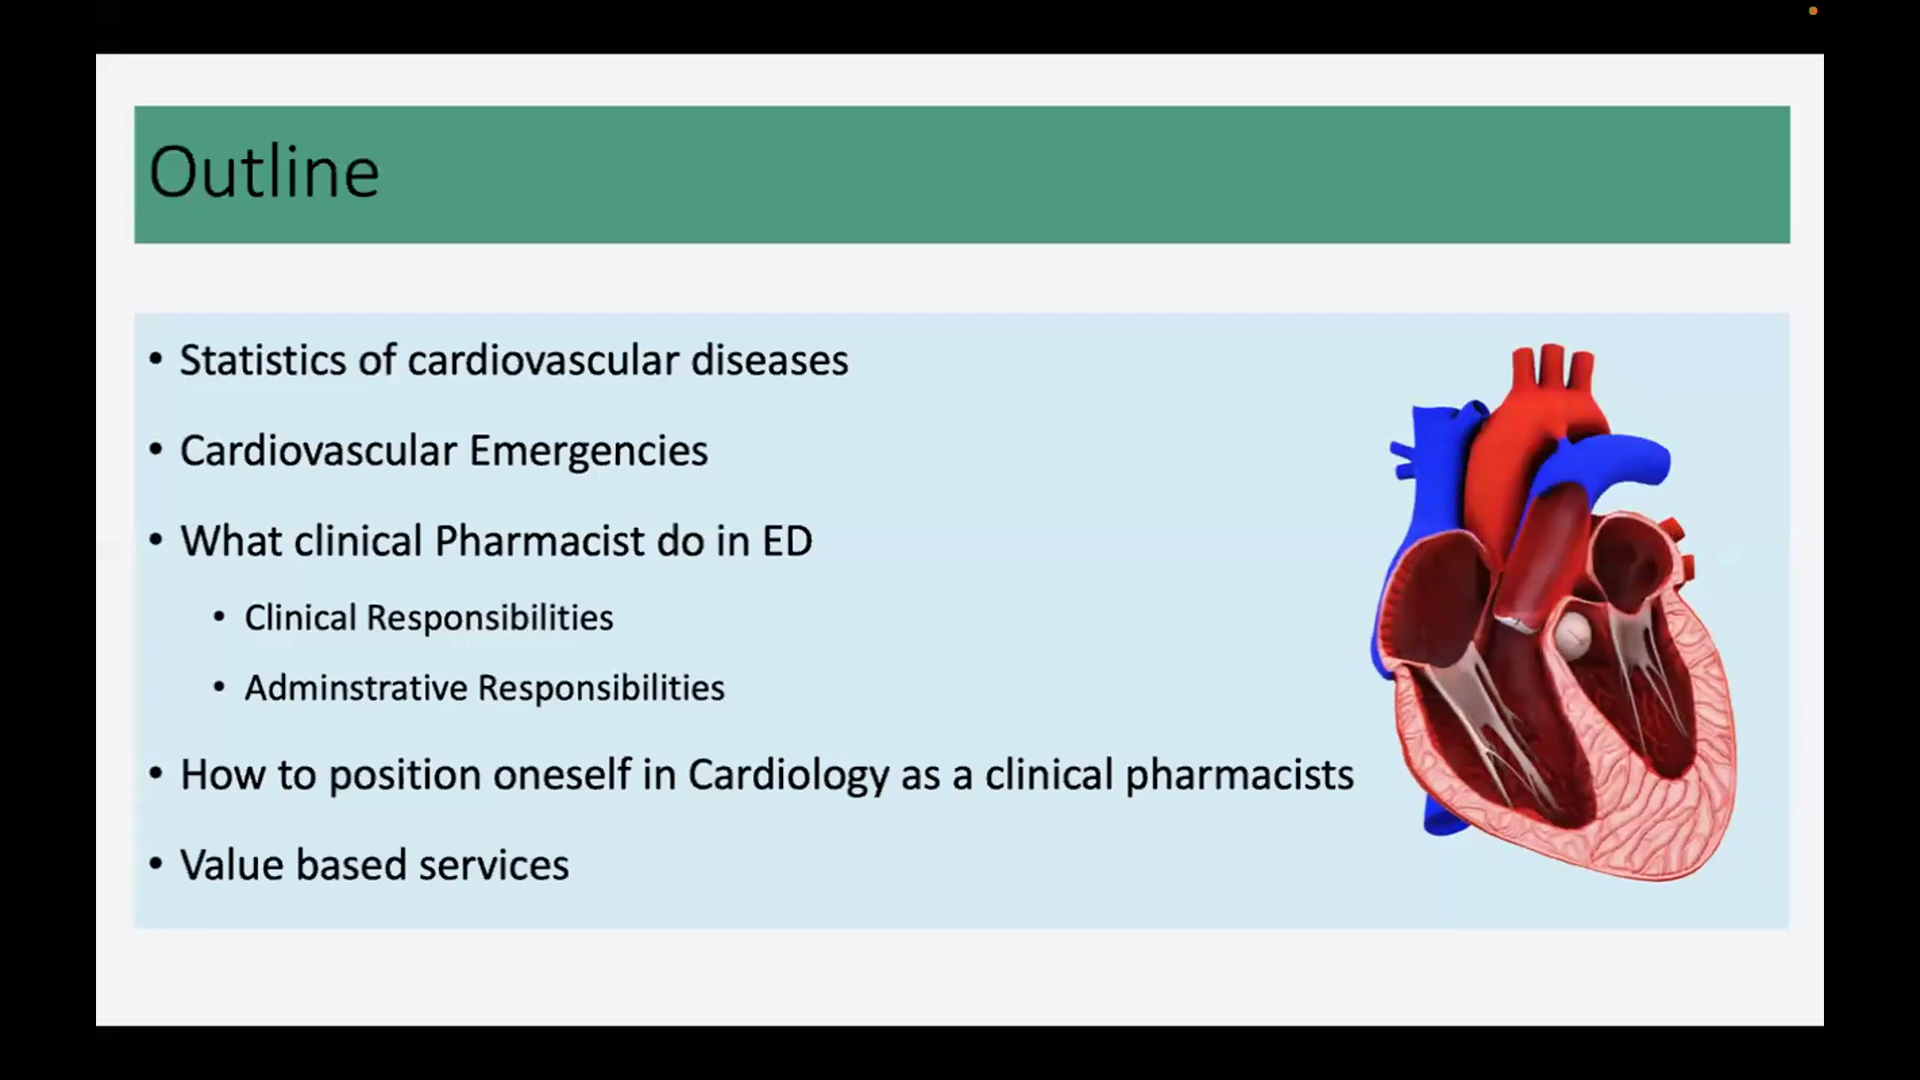 Outline
• Statistics of cardiovascular diseases
• Cardiovascular Emergencies
• What clinical Pharmacist do in ED
• Clinical Responsibilities
• Adminstrative Responsibilities
• How to position oneself in Cardiology as a clinical pharmacists
• Value based services